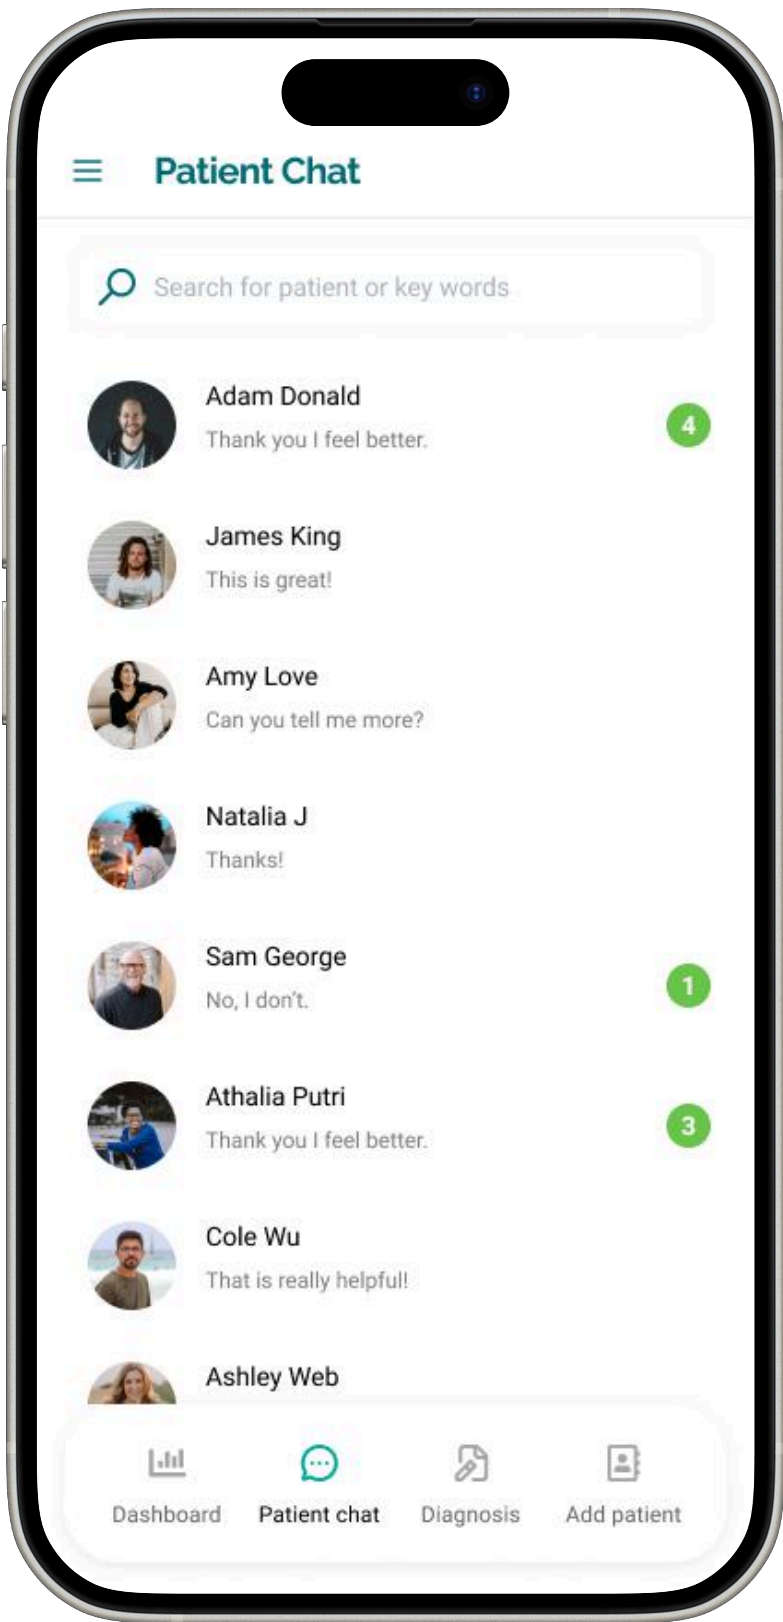 Patient Chat
Search for patient or key words
Adam Donald
Thank you I feel better.
4
James King
This is great!
Amy Love
Can you tell me more?
Natalia J
Thanks!
Sam George
No, I don't.
1
Athalia Putri
Thank you I feel better.
3
Cole Wu
That is really helpful!
Ashley Web
Dashboard
Patient chat
Diagnosis
Add patient